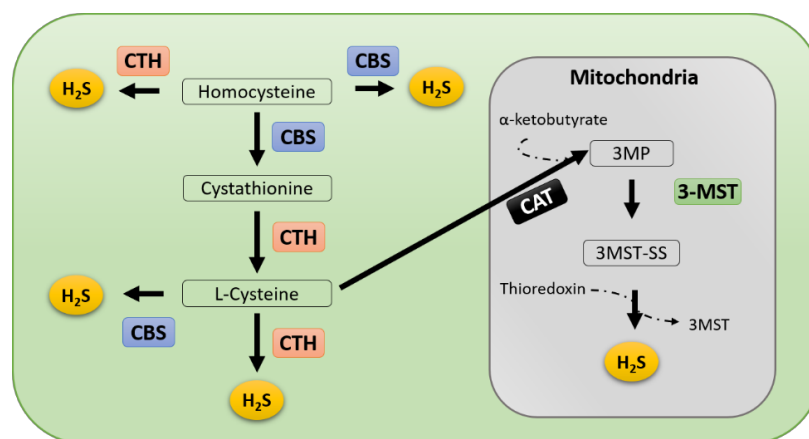 CTH
CBS
H₂S
Homocysteine
H₂S
CBS
Cystathionine
CTH
H₂S
L-Cysteine
CBS
CTH
H₂S
Mitochondria
α-ketobutyrate
3MP
CAT
3-MST
3MST-SS
Thioredoxin
3MST
H₂S